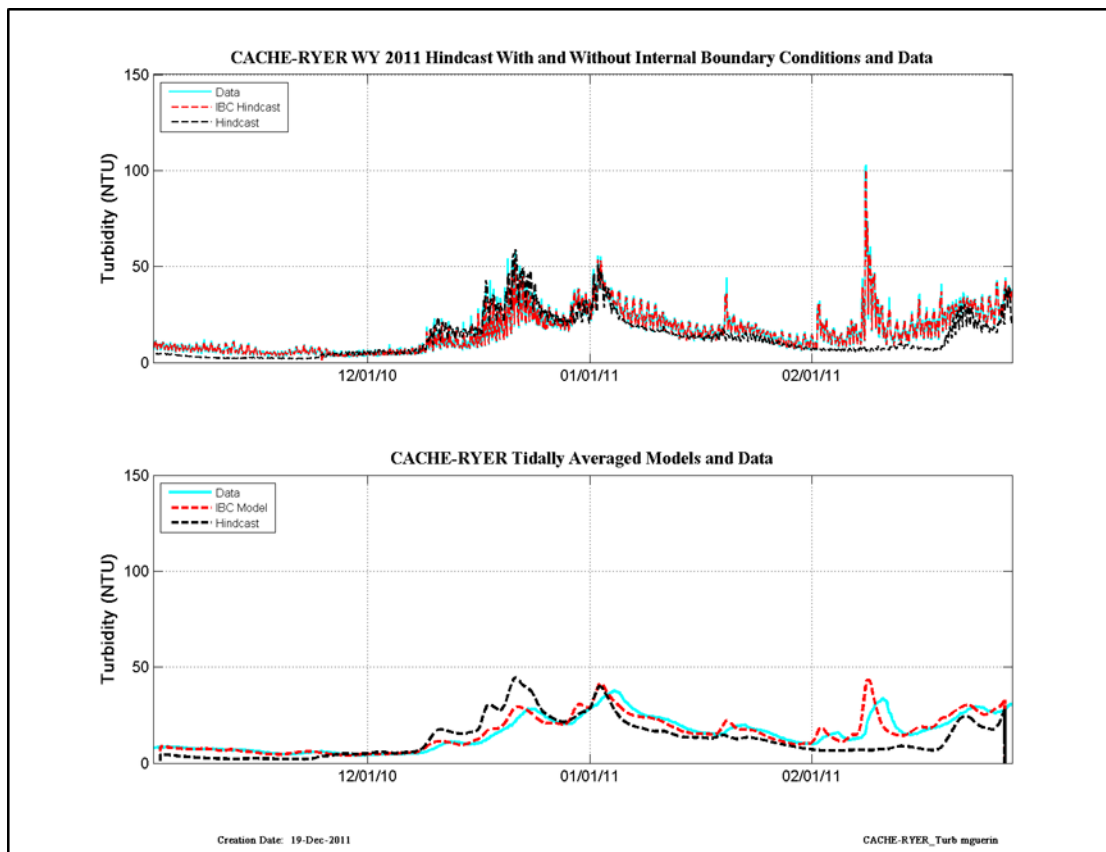 CACHE-RYER WY 2011 Hindcast With and Without Internal Boundary Conditions and Data
150
100
50
0
Turbidity (NTU)
Data
IBC Hindcast
Hindcast
12/01/10
01/01/11
02/01/11
CACHE-RYER Tidally Averaged Models and Data
150
100
50
0
Turbidity (NTU)
Data
IBC Model
Hindcast
12/01/10
01/01/11
02/01/11
Creation Date: 19-Dec-2011
CACHE-RYER_Turb mguerin